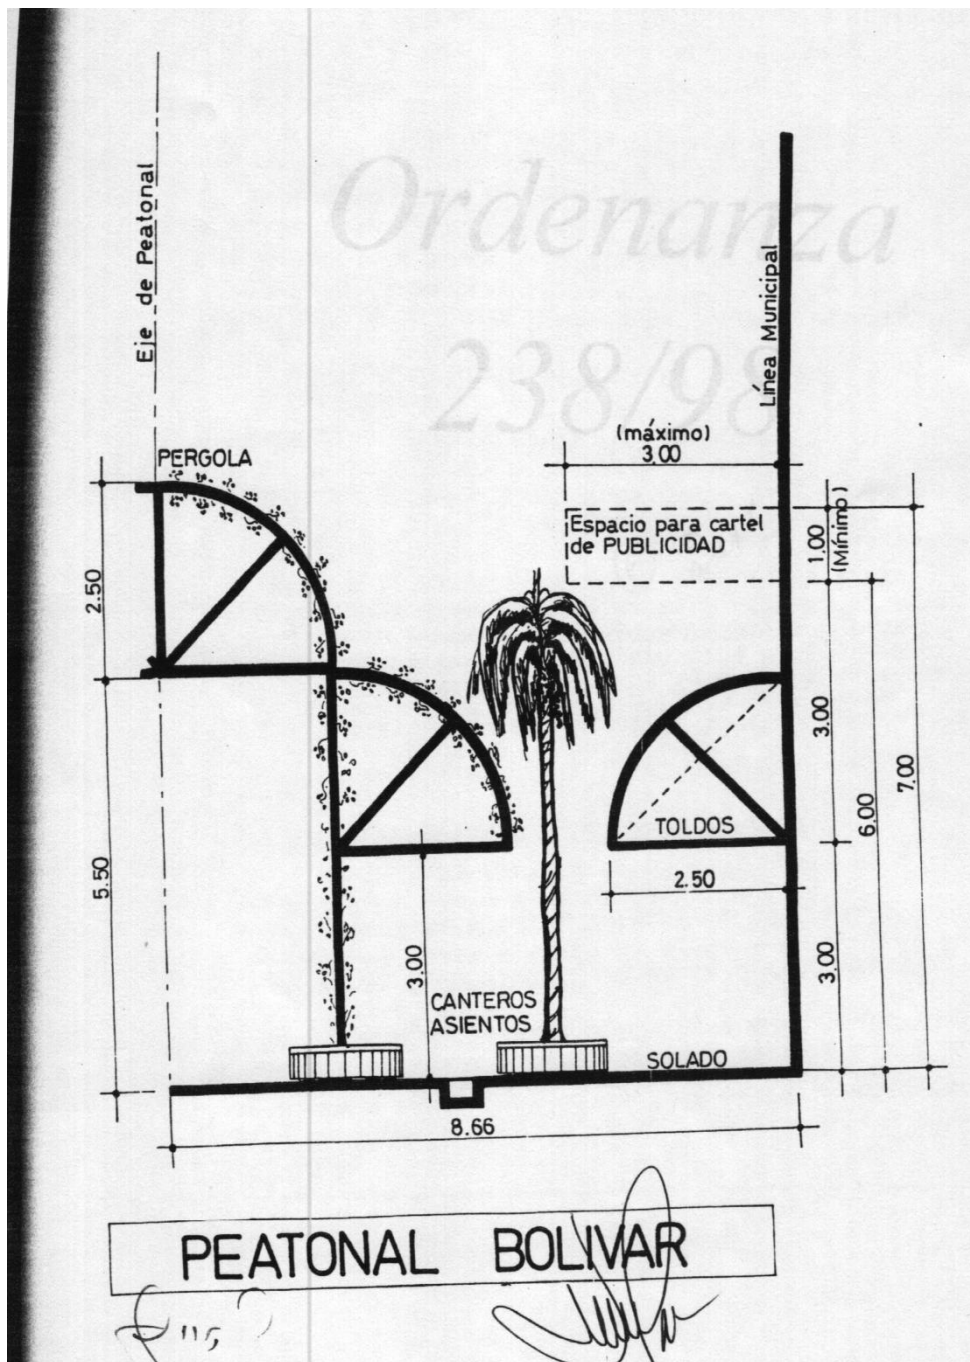 Ordenanza
238/98
Eje de Peatonal
Línea Municipal
(máximo)
3.00
PERGOLA
Espacio para cartel
de PUBLICIDAD
1.00
(Mínimo)
2.50
3.00
7.00
6.00
TOLDOS
2.50
5.50
3.00
3.00
CANTEROS
ASIENTOS
SOLADO
8.66
PEATONAL BOLIVAR